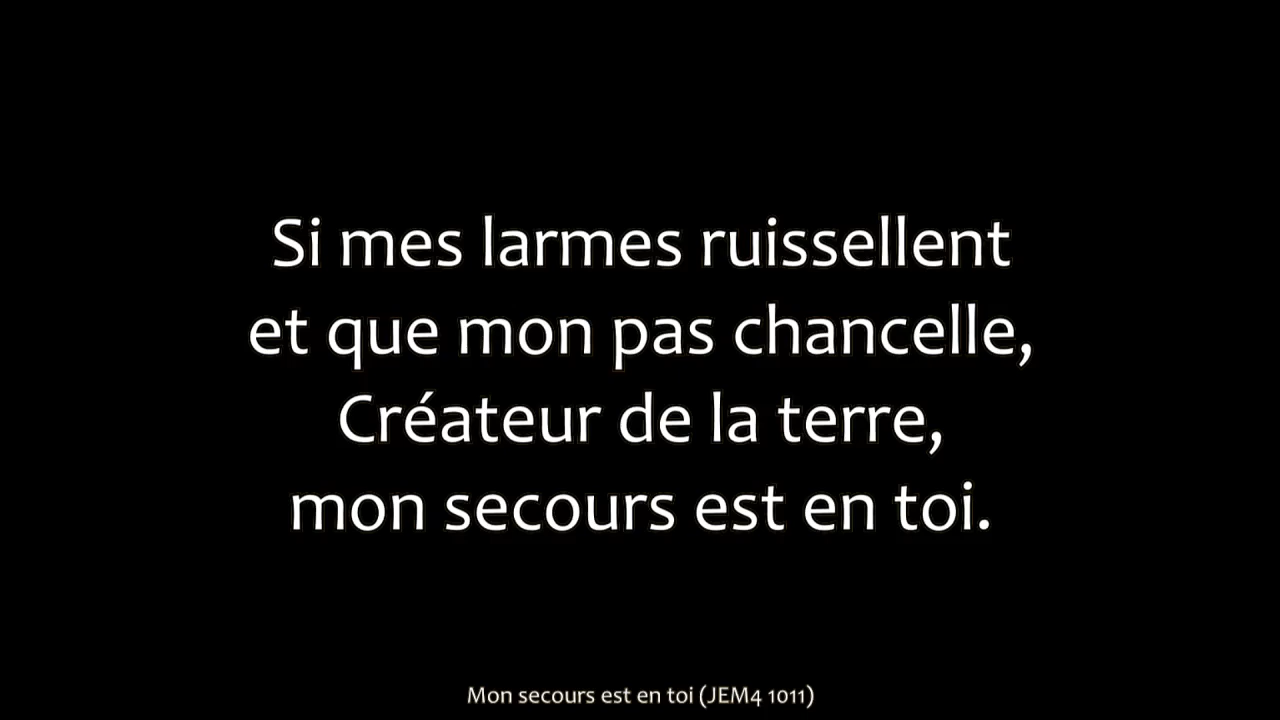 Si mes larmes ruissellent
et que mon pas chancelle,
Créateur de la terre,
mon secours est en toi.
Mon secours est en toi (JEM4 1011)